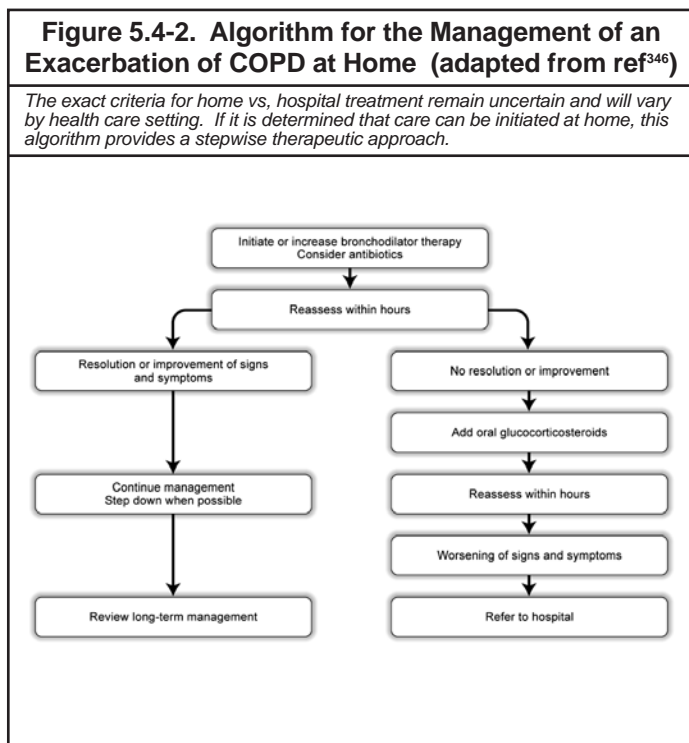 Figure 5.4-2.  Algorithm for the Management of an
Exacerbation of COPD at Home  (adapted from ref³⁴⁶)
The exact criteria for home vs, hospital treatment remain uncertain and will vary
by health care setting.  If it is determined that care can be initiated at home, this
algorithm provides a stepwise therapeutic approach.
Initiate or increase bronchodilator therapy
Consider antibiotics
Reassess within hours
Resolution or improvement of signs
and symptoms
Continue management
Step down when possible
Review long-term management
No resolution or improvement
Add oral glucocorticosteroids
Reassess within hours
Worsening of signs and symptoms
Refer to hospital